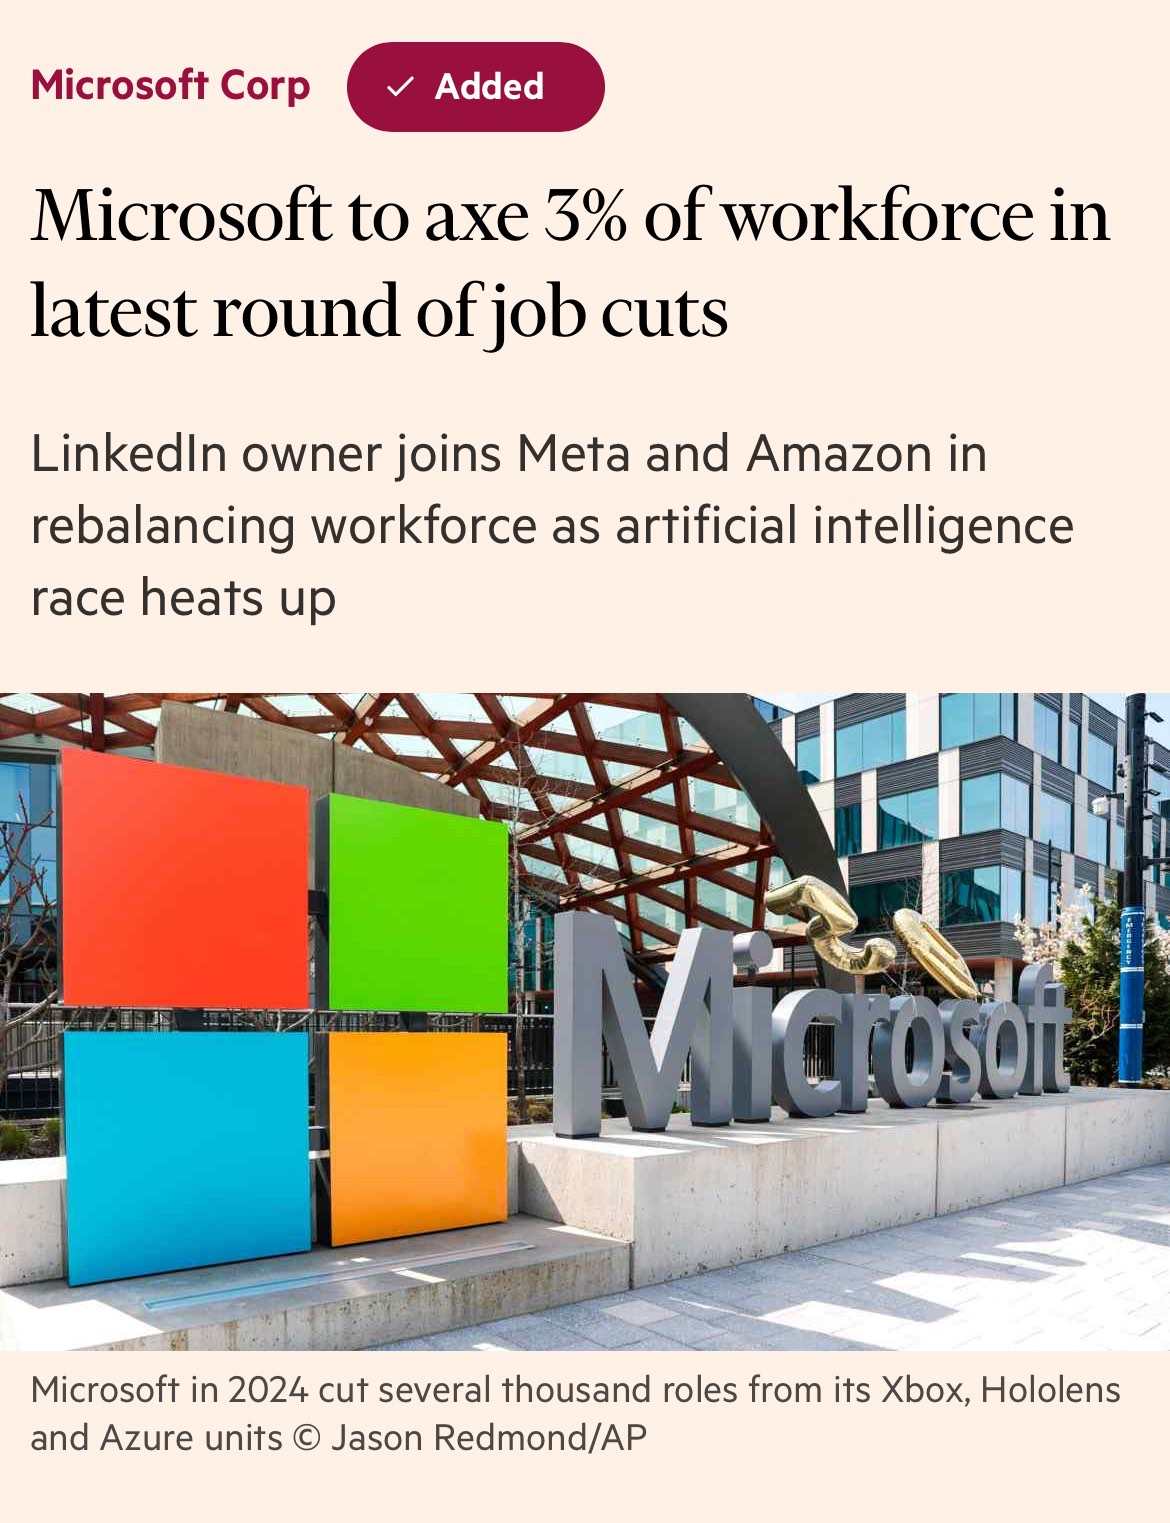 Microsoft Corp
Added
Microsoft to axe 3% of workforce in
latest round of job cuts
LinkedIn owner joins Meta and Amazon in
rebalancing workforce as artificial intelligence
race heats up
50
Microsoft
EMERGENCY
Microsoft in 2024 cut several thousand roles from its Xbox, Hololens
and Azure units © Jason Redmond/AP